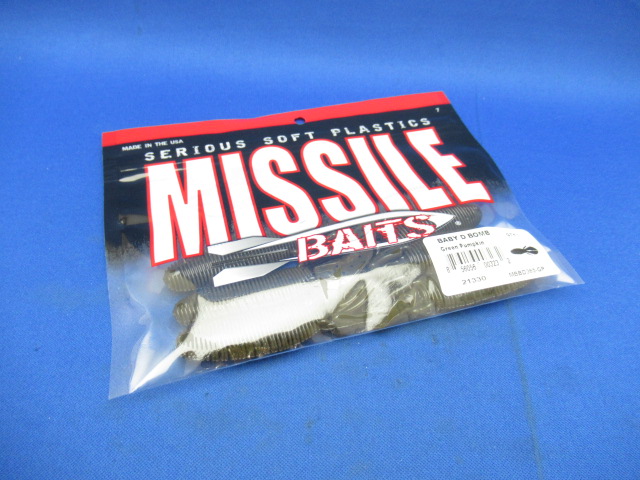 MADE IN THE USA
SERIOUS SOFT PLASTICS
MISSILE
BAITS
BABY D BOMB
Green Pumpkin
21330